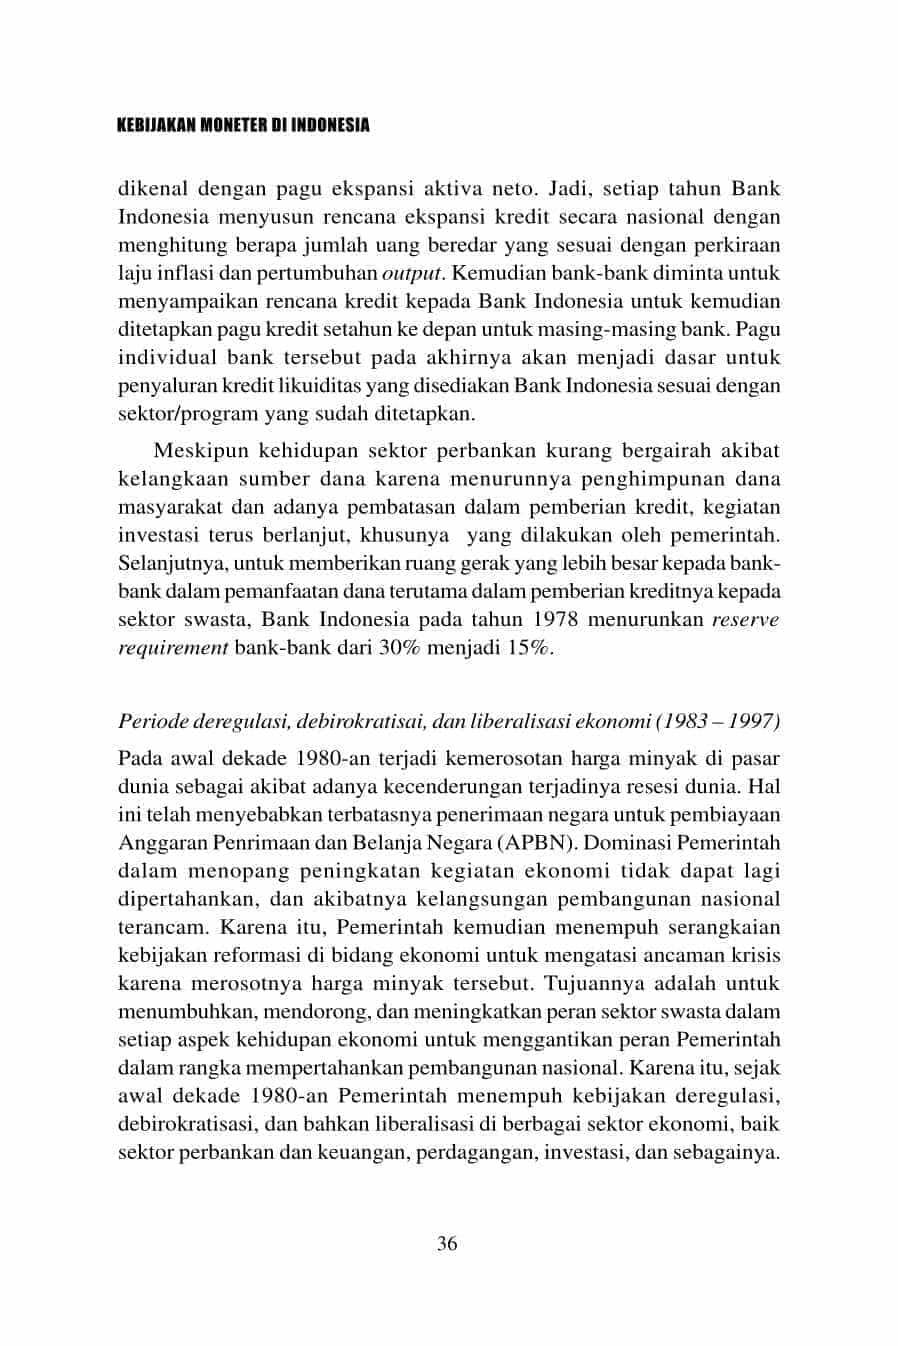 KEBIJAKAN MONETER DI INDONESIA
dikenal dengan pagu ekspansi aktiva neto. Jadi, setiap tahun Bank
Indonesia menyusun rencana ekspansi kredit secara nasional dengan
menghitung berapa jumlah uang beredar yang sesuai dengan perkiraan
laju inflasi dan pertumbuhan output. Kemudian bank-bank diminta untuk
menyampaikan rencana kredit kepada Bank Indonesia untuk kemudian
ditetapkan pagu kredit setahun ke depan untuk masing-masing bank. Pagu
individual bank tersebut pada akhirnya akan menjadi dasar untuk
penyaluran kredit likuiditas yang disediakan Bank Indonesia sesuai dengan
sektor/program yang sudah ditetapkan.
Meskipun kehidupan sektor perbankan kurang bergairah akibat
kelangkaan sumber dana karena menurunnya penghimpunan dana
masyarakat dan adanya pembatasan dalam pemberian kredit, kegiatan
investasi terus berlanjut, khusunya  yang dilakukan oleh pemerintah.
Selanjutnya, untuk memberikan ruang gerak yang lebih besar kepada bank-
bank dalam pemanfaatan dana terutama dalam pemberian kreditnya kepada
sektor swasta, Bank Indonesia pada tahun 1978 menurunkan reserve
requirement bank-bank dari 30% menjadi 15%.
Periode deregulasi, debirokratisai, dan liberalisasi ekonomi (1983 – 1997)
Pada awal dekade 1980-an terjadi kemerosotan harga minyak di pasar
dunia sebagai akibat adanya kecenderungan terjadinya resesi dunia. Hal
ini telah menyebabkan terbatasnya penerimaan negara untuk pembiayaan
Anggaran Penrimaan dan Belanja Negara (APBN). Dominasi Pemerintah
dalam menopang peningkatan kegiatan ekonomi tidak dapat lagi
dipertahankan, dan akibatnya kelangsungan pembangunan nasional
terancam. Karena itu, Pemerintah kemudian menempuh serangkaian
kebijakan reformasi di bidang ekonomi untuk mengatasi ancaman krisis
karena merosotnya harga minyak tersebut. Tujuannya adalah untuk
menumbuhkan, mendorong, dan meningkatkan peran sektor swasta dalam
setiap aspek kehidupan ekonomi untuk menggantikan peran Pemerintah
dalam rangka mempertahankan pembangunan nasional. Karena itu, sejak
awal dekade 1980-an Pemerintah menempuh kebijakan deregulasi,
debirokratisasi, dan bahkan liberalisasi di berbagai sektor ekonomi, baik
sektor perbankan dan keuangan, perdagangan, investasi, dan sebagainya.
36